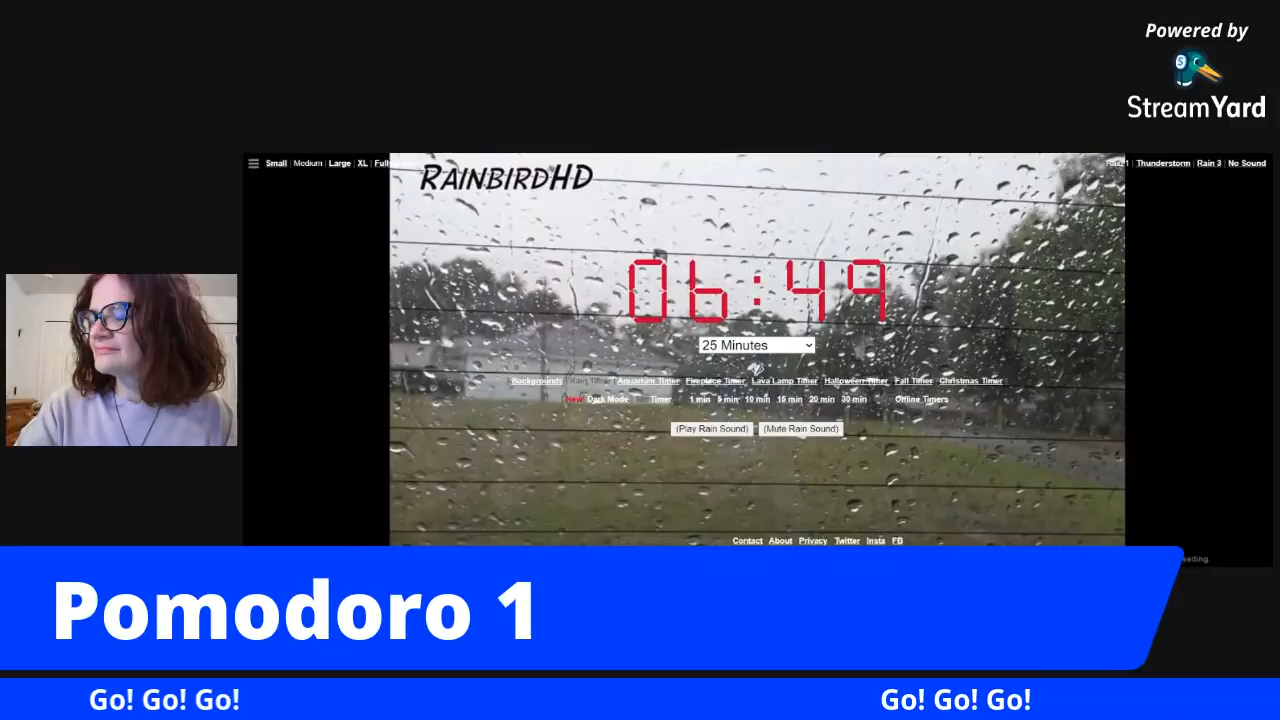 Powered by
StreamYard
Small | Medium | Large | XL | Full
Thunderstorm | Rain 3 | No Sound
RAINBIRDHD
06:49
25 Minutes
Backgrounds Rain Timer Aquarium Timer Fireplace Timer Lava Lamp Timer Halloween Timer Fall Timer Christmas Timer
New! Dark Mode Timer 1 min 5 min 10 min 15 min 20 min 30 min Online Timers
(Play Rain Sound) (Mute Rain Sound)
Contact About Privacy Twitter Insta FB
Pomodoro 1
Go! Go! Go! Go! Go! Go!